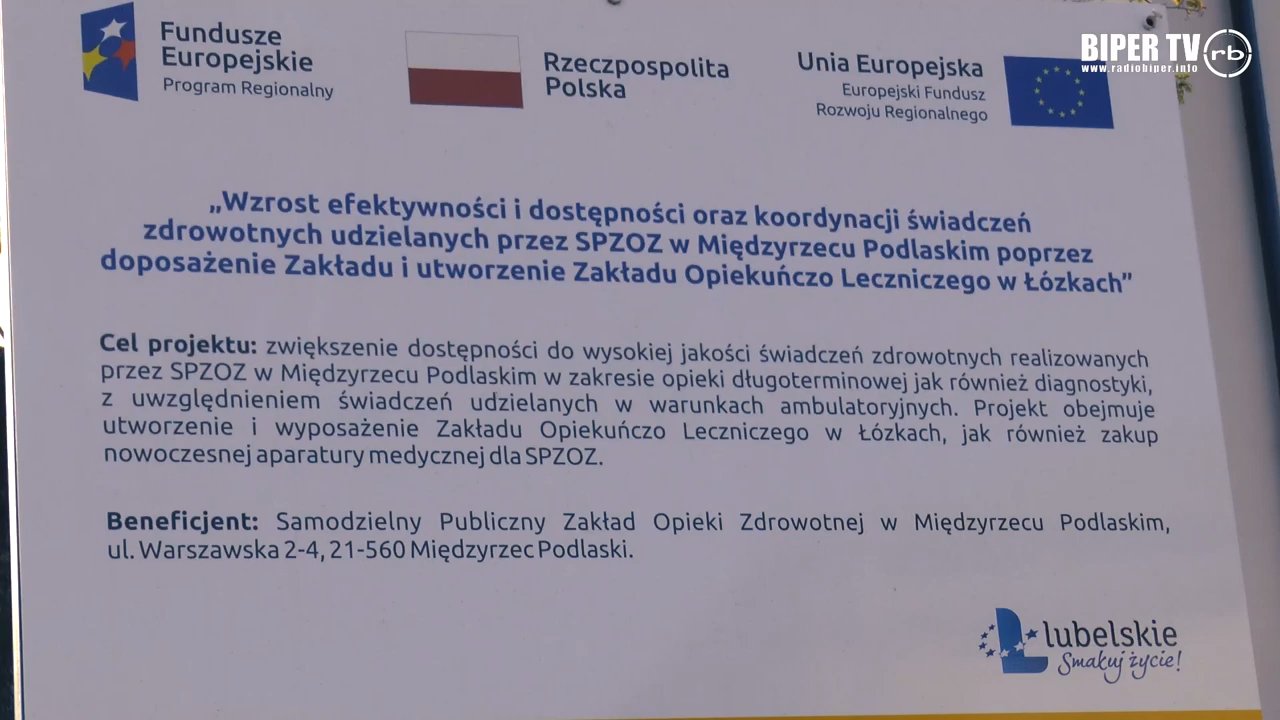 Fundusze
Europejskie
Program Regionalny
Rzeczpospolita
Polska
Unia Europejska
Europejski Fundusz
Rozwoju Regionalnego
BIPER TV rb
www.radiobiper.info
„Wzrost efektywności i dostępności oraz koordynacji świadczeń
zdrowotnych udzielanych przez SPZOZ w Międzyrzecu Podlaskim poprzez
doposażenie Zakładu i utworzenie Zakładu Opiekuńczo Leczniczego w Łózkach”
Cel projektu: zwiększenie dostępności do wysokiej jakości świadczeń zdrowotnych realizowanych
przez SPZOZ w Międzyrzecu Podlaskim w zakresie opieki długoterminowej jak również diagnostyki,
z uwzględnieniem świadczeń udzielanych w warunkach ambulatoryjnych. Projekt obejmuje
utworzenie i wyposażenie Zakładu Opiekuńczo Leczniczego w Łózkach, jak również zakup
nowoczesnej aparatury medycznej dla SPZOZ.
Beneficjent: Samodzielny Publiczny Zakład Opieki Zdrowotnej w Międzyrzecu Podlaskim,
ul. Warszawska 2-4, 21-560 Międzyrzec Podlaski.
lubelskie
Smakuj życie!